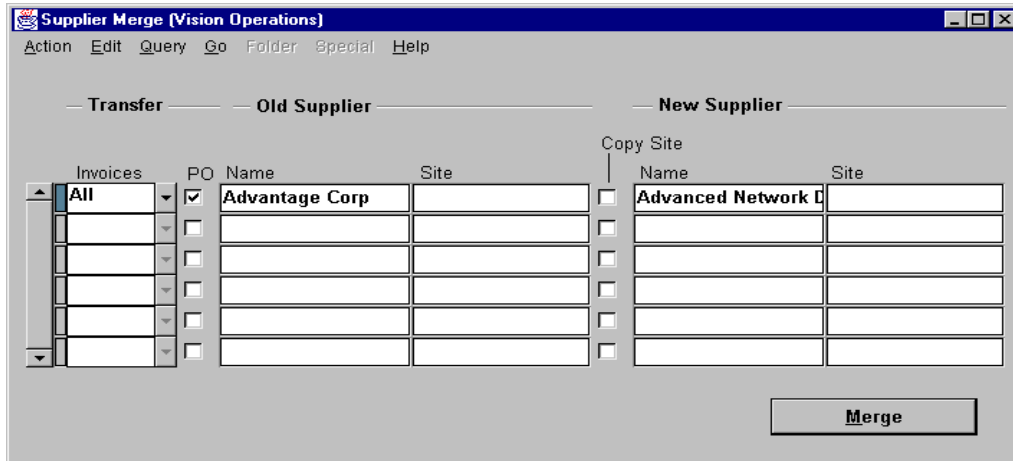 Supplier Merge (Vision Operations)
Action Edit Query Go Folder Special Help
Transfer Old Supplier New Supplier
Copy Site
Invoices PO Name Site Name Site
All Advantage Corp Advanced Network D
Merge